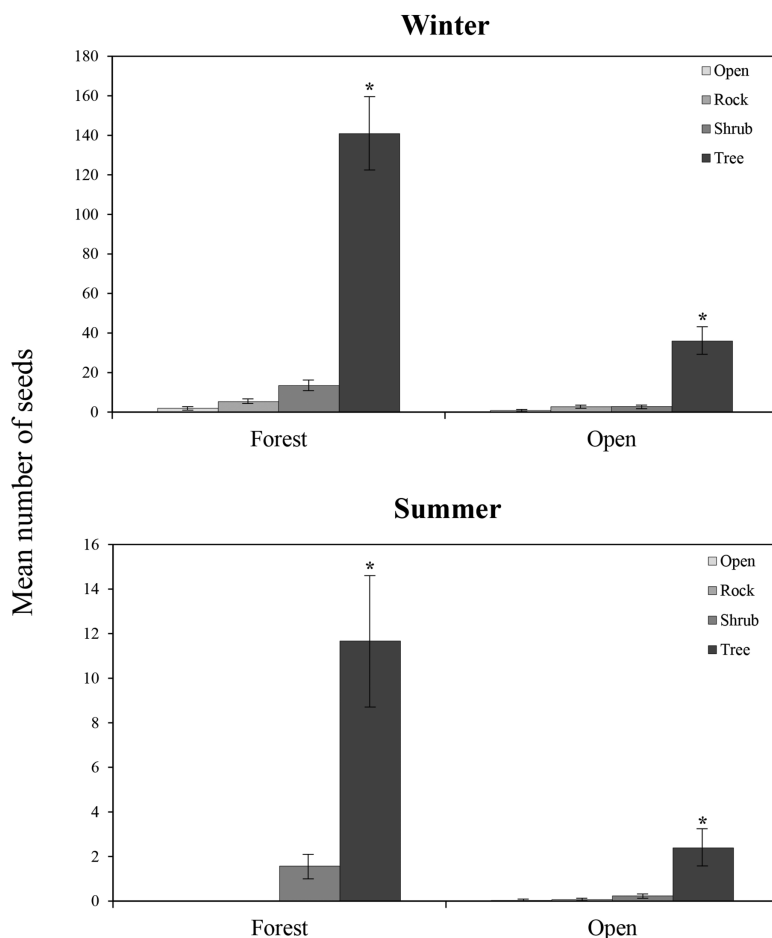 Winter
180
160
140
120
100
80
60
40
20
0
*
*
Open
Rock
Shrub
Tree
Forest
Open
Mean number of seeds
Summer
16
14
12
10
8
6
4
2
0
*
*
Open
Rock
Shrub
Tree
Forest
Open